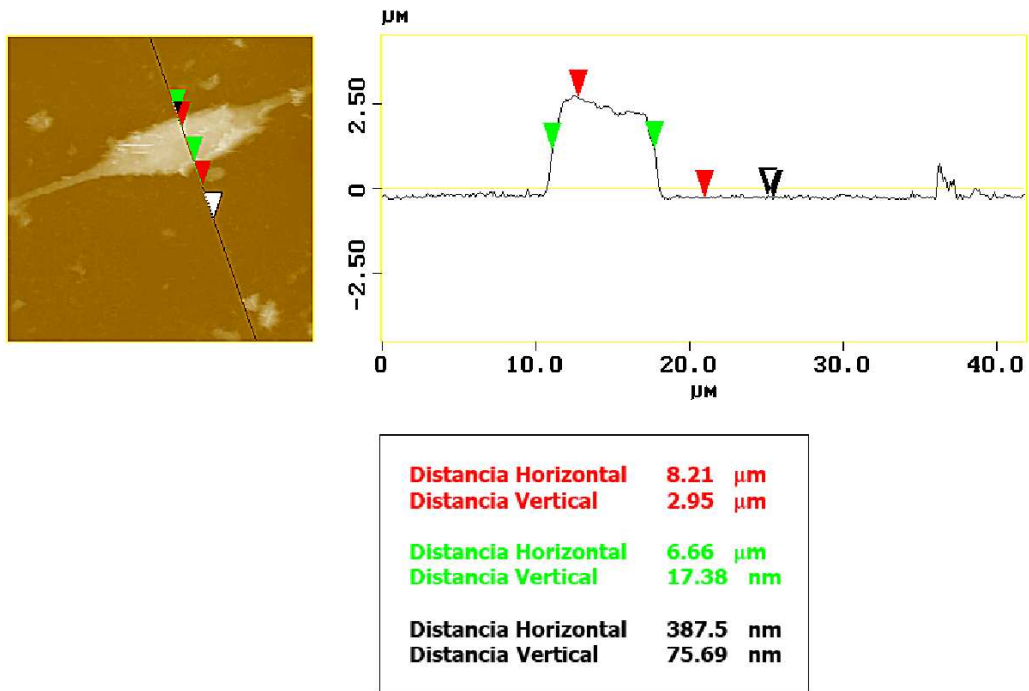 µM
2.50
0
-2.50
0 10.0 20.0 30.0 40.0
µM
Distancia Horizontal 8.21 µm
Distancia Vertical 2.95 µm
Distancia Horizontal 6.66 µm
Distancia Vertical 17.38 nm
Distancia Horizontal 387.5 nm
Distancia Vertical 75.69 nm